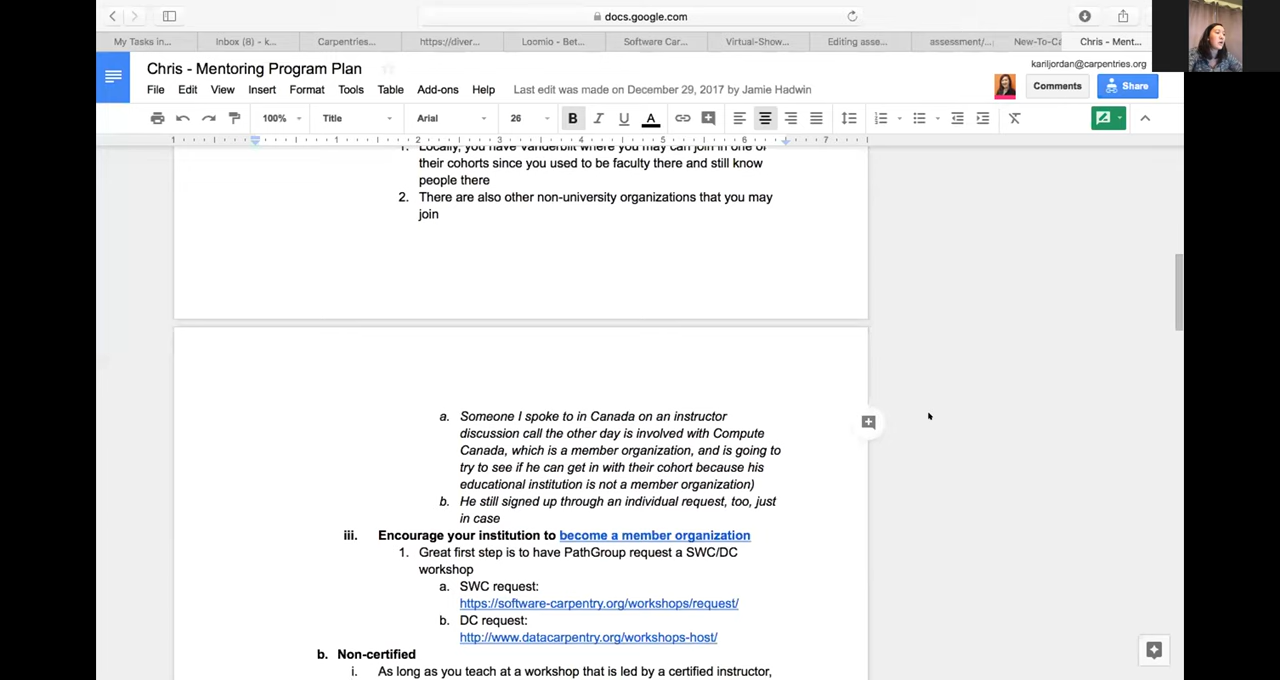 docs.google.com
My Tasks in...
Inbox (8) - k...
Carpentries...
https://diver...
Loomio - Bet...
Software Car...
Virtual-Show...
Editing asse...
assessment/...
New-To-Ca
Chris - Ment...
Chris - Mentoring Program Plan
kariljordan@carpentries.org
File Edit View Insert Format Tools Table Add-ons Help Last edit was made on December 29, 2017 by Jamie Hadwin
Comments
Share
100% Title Arial 26
1 1 2 3 4 5 6 7
1. Locally, you have Vanderbilt where you may can join in one of
their cohorts since you used to be faculty there and still know
people there
2. There are also other non-university organizations that you may
join
a. Someone I spoke to in Canada on an instructor
discussion call the other day is involved with Compute
Canada, which is a member organization, and is going to
try to see if he can get in with their cohort because his
educational institution is not a member organization)
b. He still signed up through an individual request, too, just
in case
iii. Encourage your institution to become a member organization
1. Great first step is to have PathGroup request a SWC/DC
workshop
a. SWC request:
https://software-carpentry.org/workshops/request/
b. DC request:
http://www.datacarpentry.org/workshops-host/
b. Non-certified
i. As long as you teach at a workshop that is led by a certified instructor,